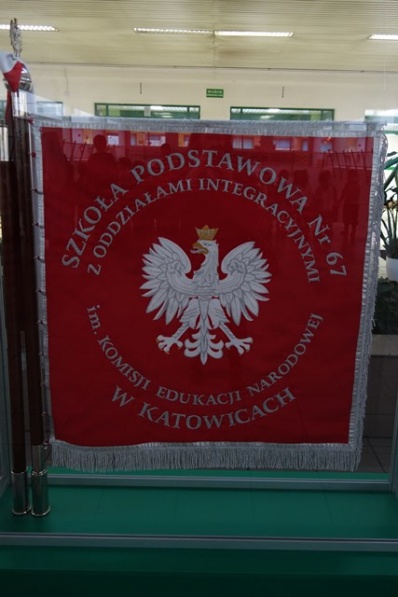 SZKOŁA PODSTAWOWA Nr 67
Z ODDZIAŁAMI INTEGRACYJNYMI
im. KOMISJI EDUKACJI NARODOWEJ
W KATOWICACH